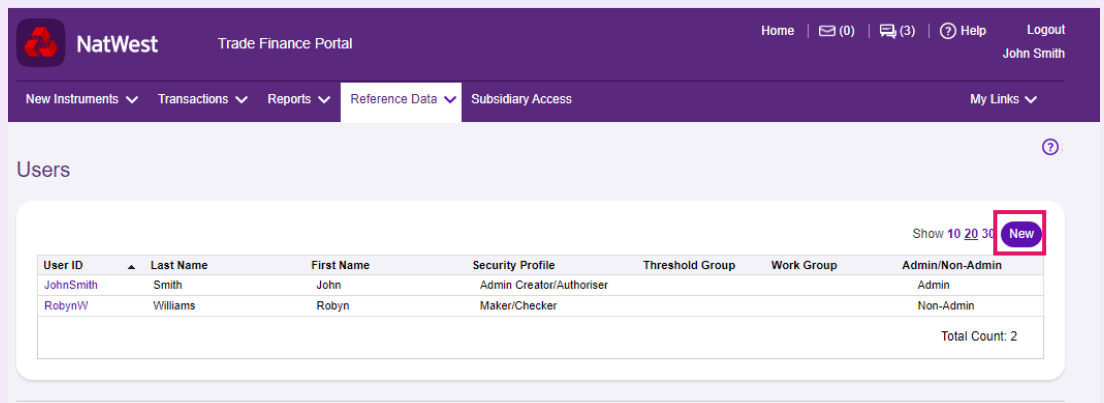 NatWest Trade Finance Portal Home (0) (3) ? Help Logout
John Smith
New Instruments Transactions Reports Reference Data Subsidiary Access My Links
?
Users
Show 10 20 30 New
User ID Last Name First Name Security Profile Threshold Group Work Group Admin/Non-Admin
JohnSmith Smith John Admin Creator/Authoriser Admin
RobynW Williams Robyn Maker/Checker Non-Admin
Total Count: 2